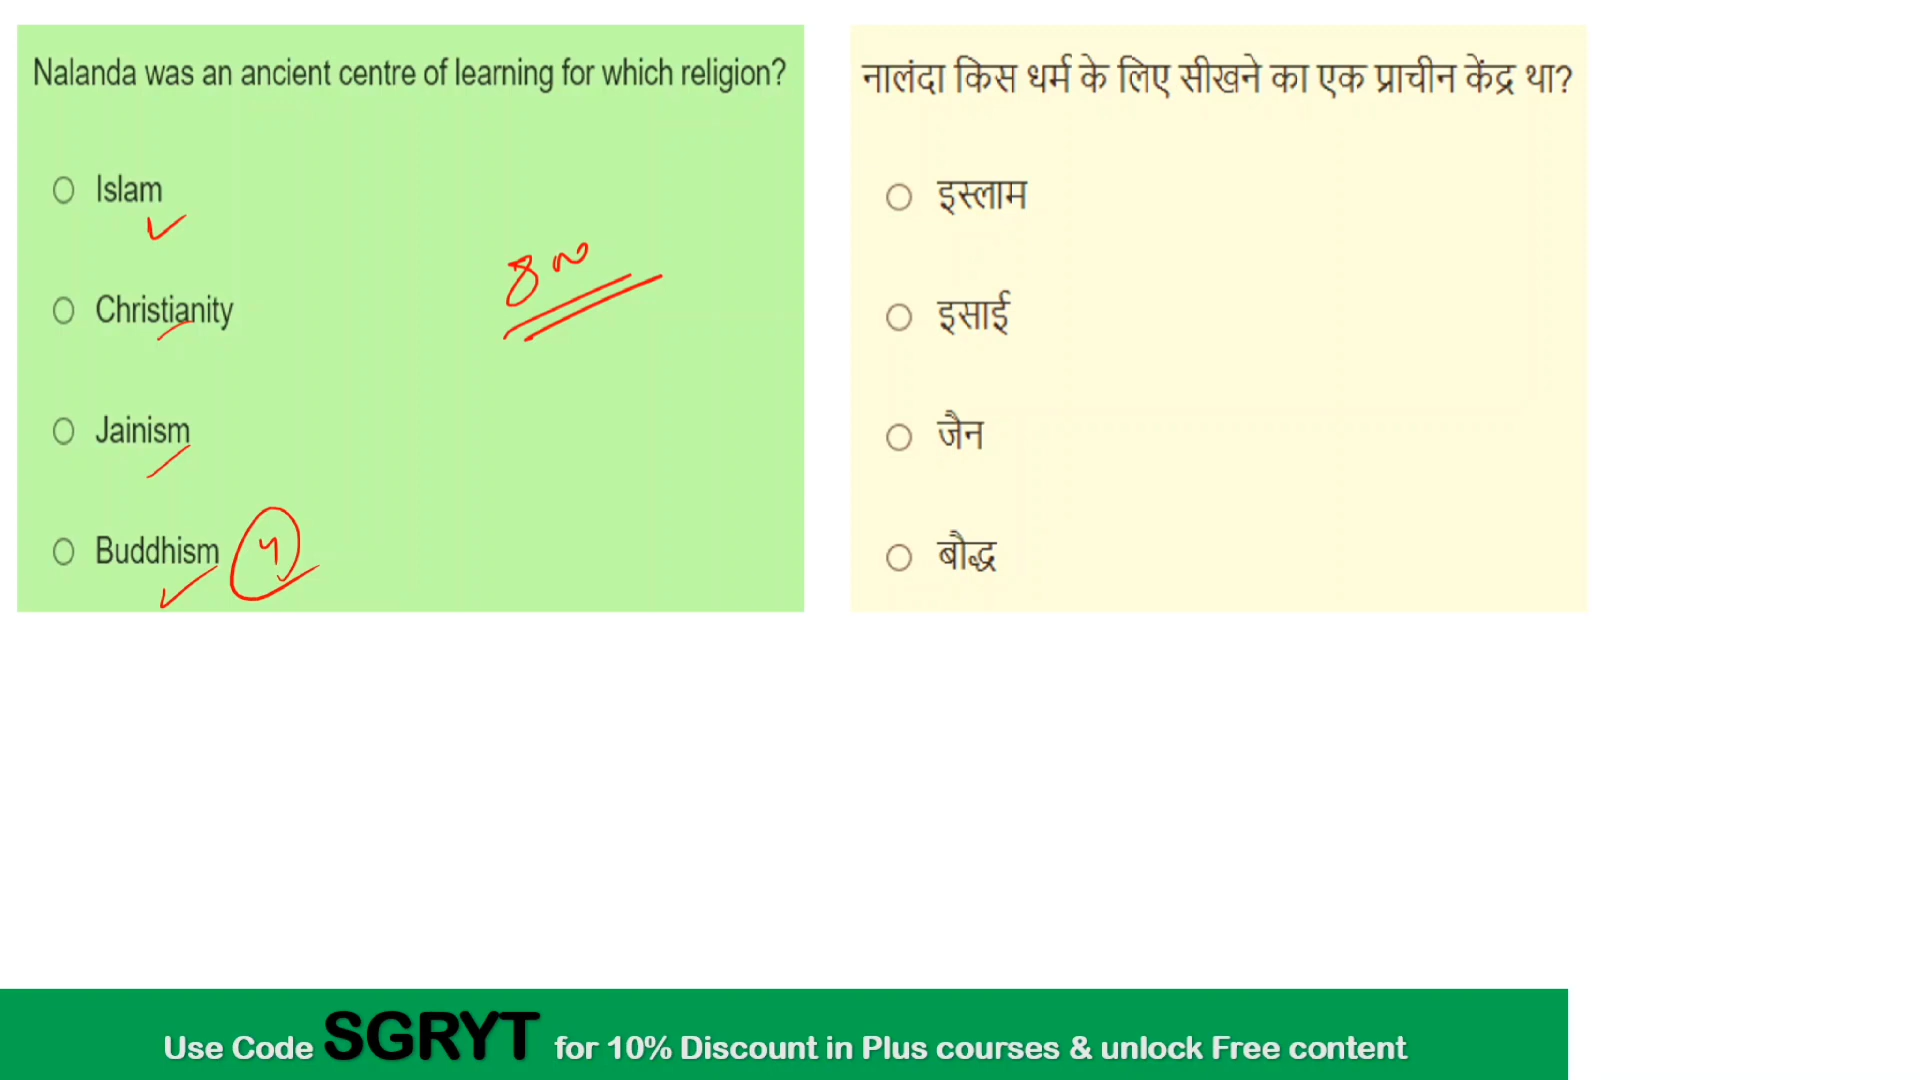 Nalanda was an ancient centre of learning for which religion?
Islam
Christianity
Jainism
Buddhism
नालंदा किस धर्म के लिए सीखने का एक प्राचीन केंद्र था?
इस्लाम
इसाई
जैन
बौद्ध
Use Code SGRYT for 10% Discount in Plus courses & unlock Free content